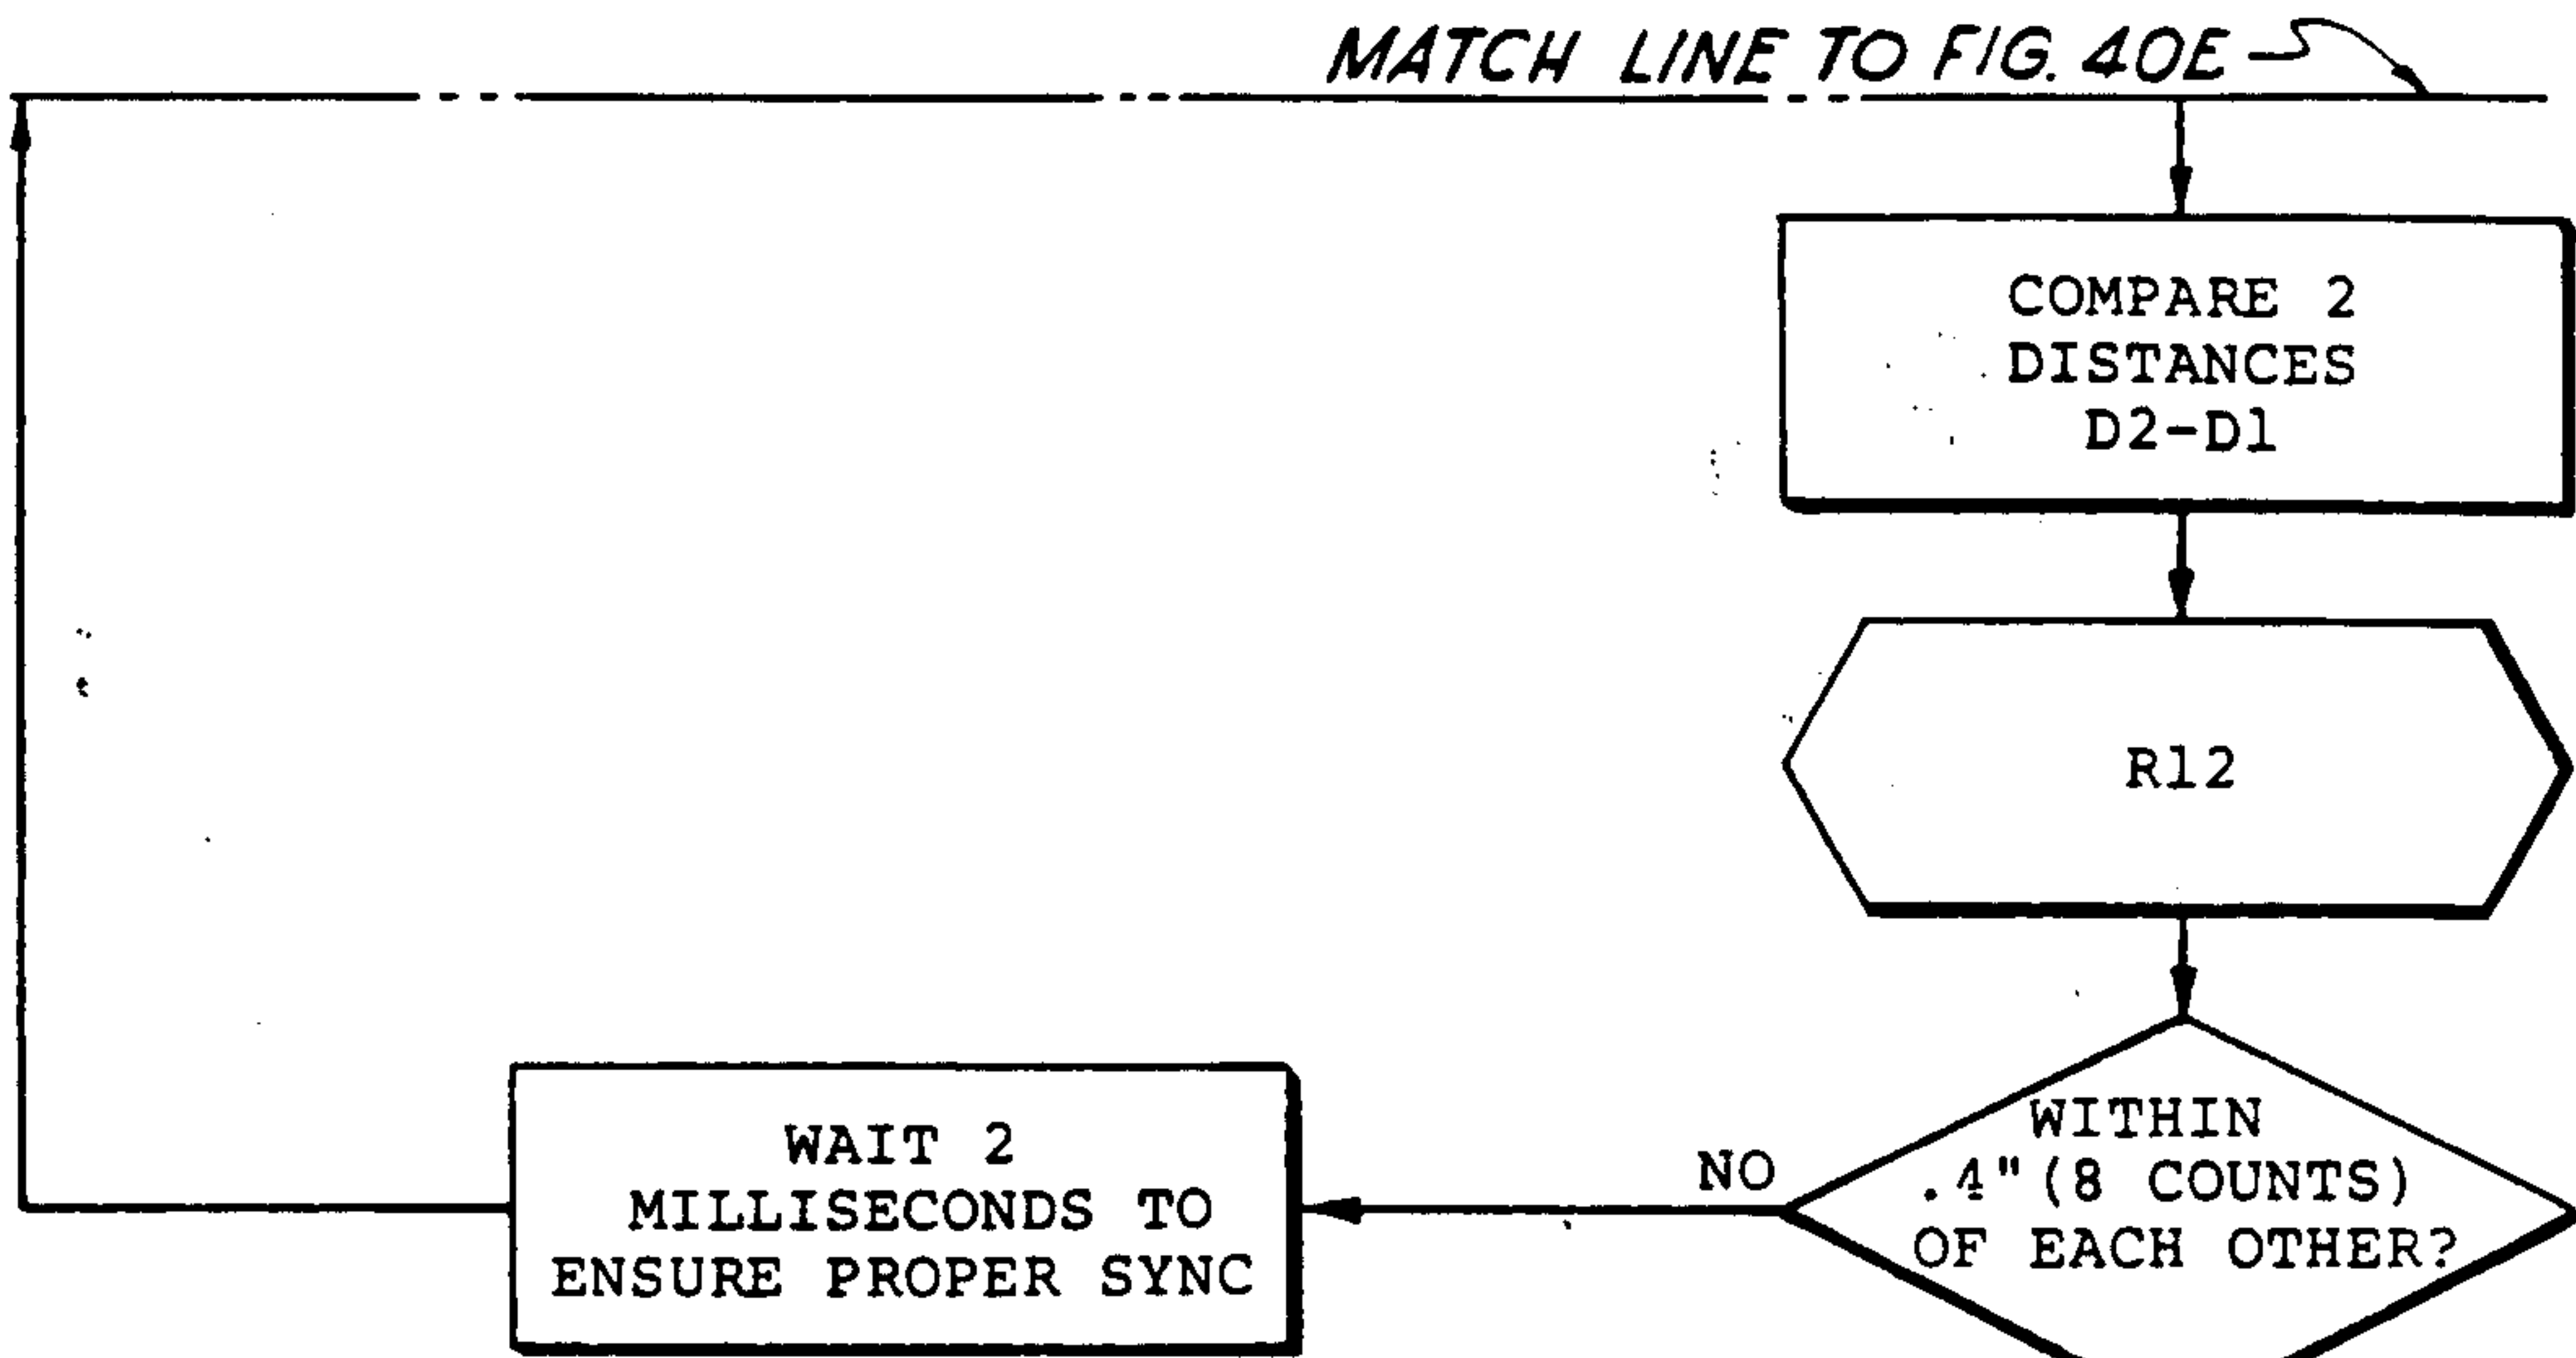 MATCH LINE TO FIG. 40E
COMPARE 2
DISTANCES
D2-D1
R12
WITHIN
.4" (8 COUNTS)
OF EACH OTHER?
NO
WAIT 2
MILLISECONDS TO
ENSURE PROPER SYNC